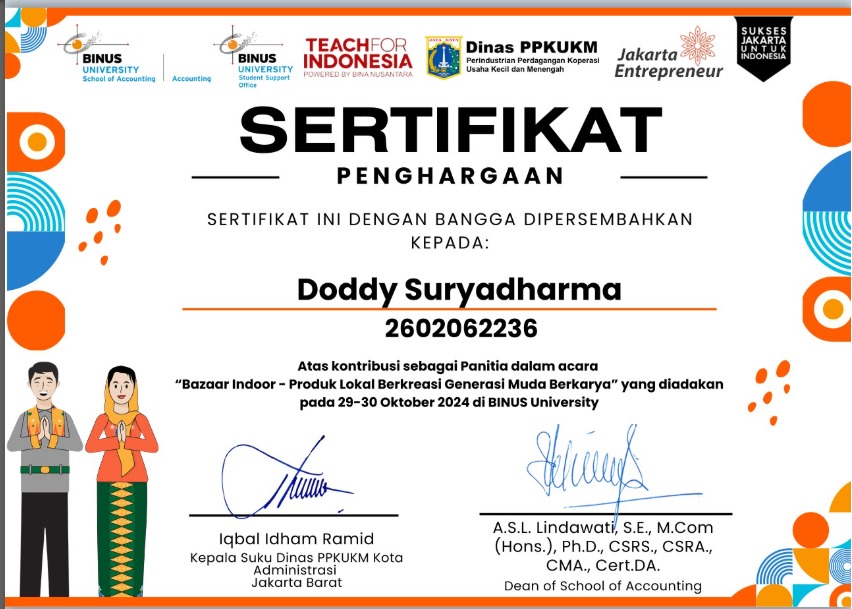 BINUS
UNIVERSITY
School of Accounting
Accounting
BINUS
UNIVERSITY
Student Support
Office
TEACHFOR
INDONESIA
POWERED BY BINA NUSANTARA
JAYA RAYA
Dinas PPKUKM
Perindustrian Perdagangan Koperasi
Usaha Kecil dan Menengah
Jakarta
Entrepreneur
SUKSES
JAKARTA
UNTUK
INDONESIA
SERTIFIKAT
PENGHARGAAN
SERTIFIKAT INI DENGAN BANGGA DIPERSEMBAHKAN
KEPADA:
Doddy Suryadharma
2602062236
Atas kontribusi sebagai Panitia dalam acara
“Bazaar Indoor - Produk Lokal Berkreasi Generasi Muda Berkarya” yang diadakan
pada 29-30 Oktober 2024 di BINUS University
Iqbal Idham Ramid
Kepala Suku Dinas PPKUKM Kota
Administrasi
Jakarta Barat
A.S.L. Lindawati, S.E., M.Com
(Hons.), Ph.D., CSRS., CSRA.,
CMA., Cert.DA.
Dean of School of Accounting